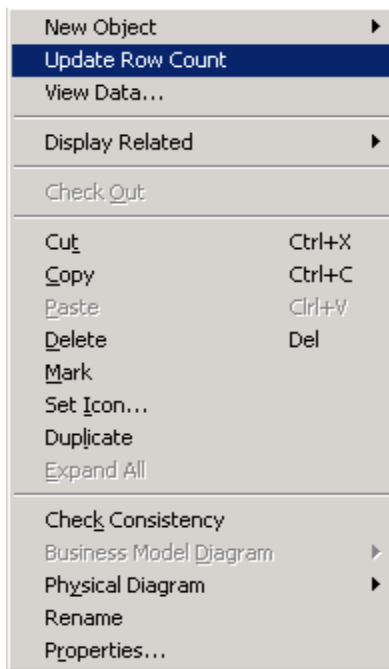 New Object
Update Row Count
View Data...
Display Related
Check Out
Cut Ctrl+X
Copy Ctrl+C
Paste Ctrl+V
Delete Del
Mark
Set Icon...
Duplicate
Expand All
Check Consistency
Business Model Diagram
Physical Diagram
Rename
Properties...